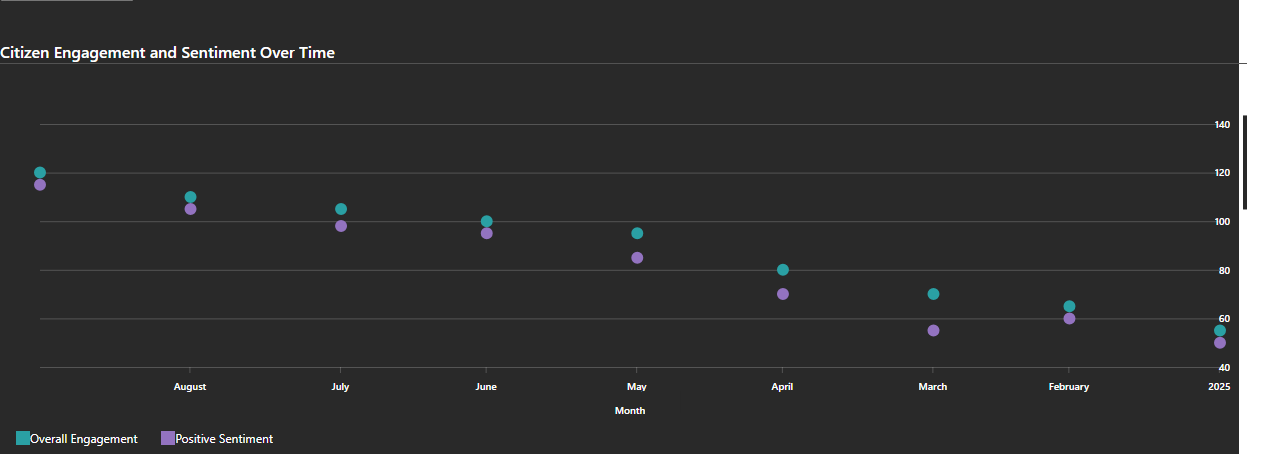 Citizen Engagement and Sentiment Over Time
140
120
100
80
60
40
August July June May April March February 2025
Month
Overall Engagement Positive Sentiment